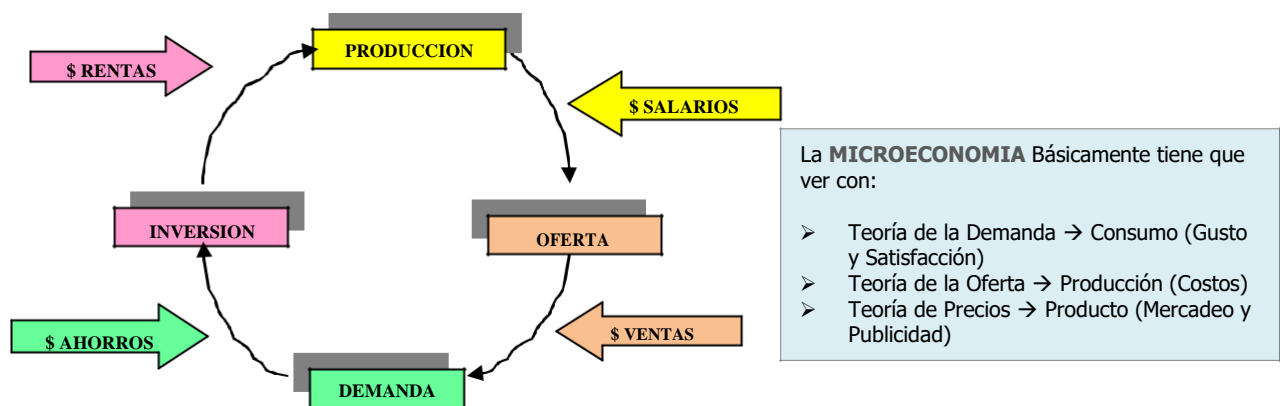 PRODUCCION
$ RENTAS
$ SALARIOS
INVERSION
OFERTA
$ AHORROS
$ VENTAS
DEMANDA
La MICROECONOMIA Básicamente tiene que
ver con:
➢ Teoría de la Demanda → Consumo (Gusto
y Satisfacción)
➢ Teoría de la Oferta → Producción (Costos)
➢ Teoría de Precios → Producto (Mercadeo y
Publicidad)